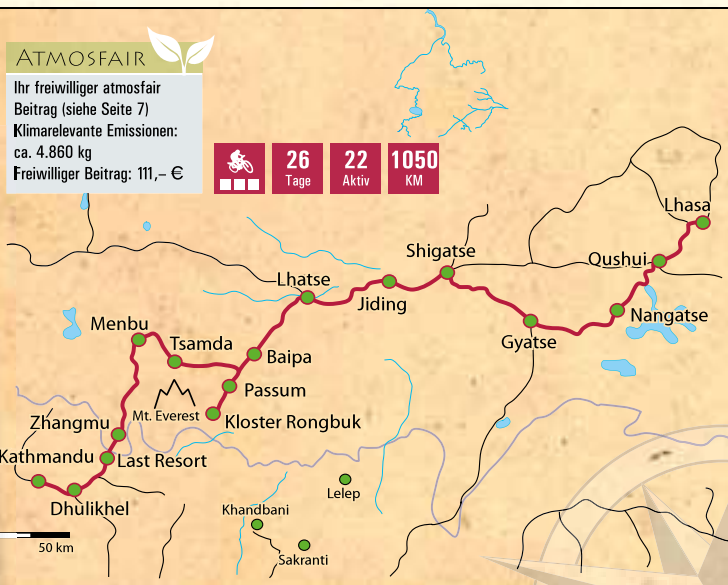 ATMOSFAIR
Ihr freiwilliger atmosfair
Beitrag (siehe Seite 7)
Klimarelevante Emissionen:
ca. 4.860 kg
Freiwilliger Beitrag: 111,– €
26
Tage
22
Aktiv
1050
KM
Lhasa
Shigatse
Qushui
Lhatse
Jiding
Nangatse
Menbu
Gyatse
Tsamda
Baipa
Passum
Mt. Everest
Kloster Rongbuk
Zhangmu
Kathmandu
Last Resort
Lelep
Dhulikhel
Khandbani
50 km
Sakranti